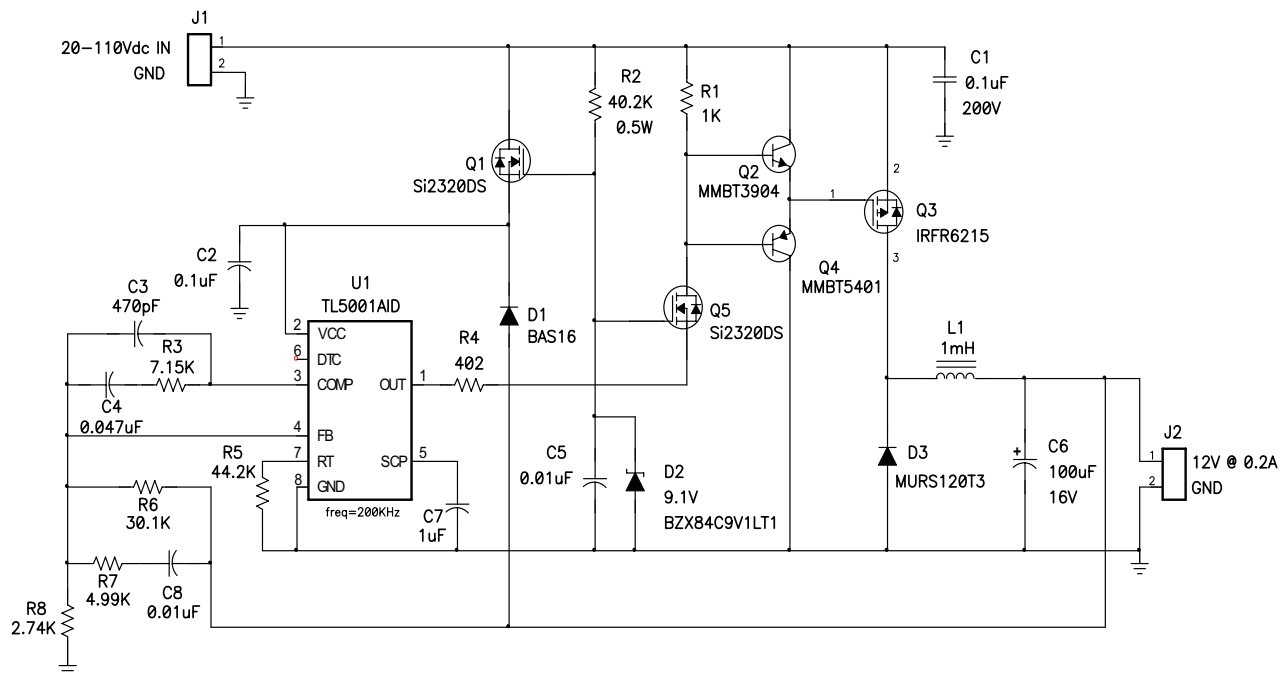 J1
20-110Vdc IN
1
GND
2
C1
0.1uF
200V
R2
40.2K
0.5W
R1
1K
Q1
Si2320DS
Q2
MMBT3904
2
1
Q3
IRFR6215
3
C2
0.1uF
Q4
MMBT5401
C3
470pF
U1
TL5001AID
D1
BAS16
Q5
Si2320DS
R3
7.15K
2
VCC
6
DTC
3
COMP
OUT
1
R4
402
L1
1mH
C4
0.047uF
4
FB
R5
44.2K
7
RT
SCP
5
8
GND
freq=200KHz
C7
1uF
C5
0.01uF
D2
9.1V
BZX84C9V1LT1
D3
MURS120T3
+
C6
100uF
16V
J2
1
12V @ 0.2A
2
GND
R6
30.1K
R7
4.99K
C8
0.01uF
R8
2.74K